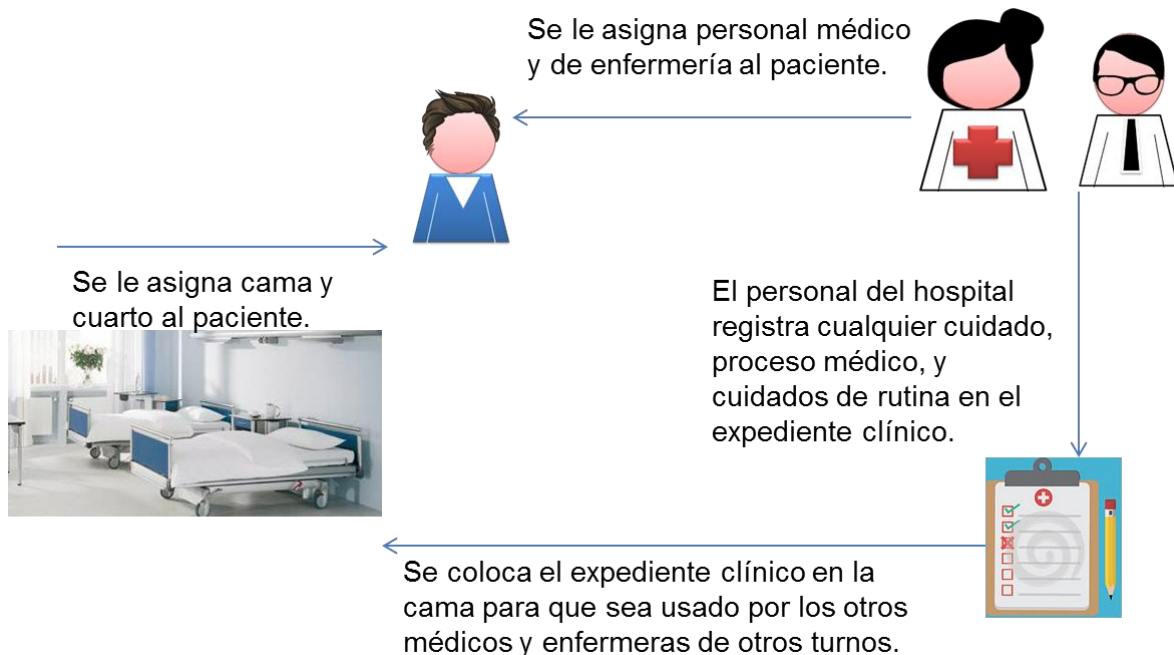 Se le asigna personal médico
y de enfermería al paciente.
Se le asigna cama y
cuarto al paciente.
El personal del hospital
registra cualquier cuidado,
proceso médico, y
cuidados de rutina en el
expediente clínico.
Se coloca el expediente clínico en la
cama para que sea usado por los otros
médicos y enfermeras de otros turnos.